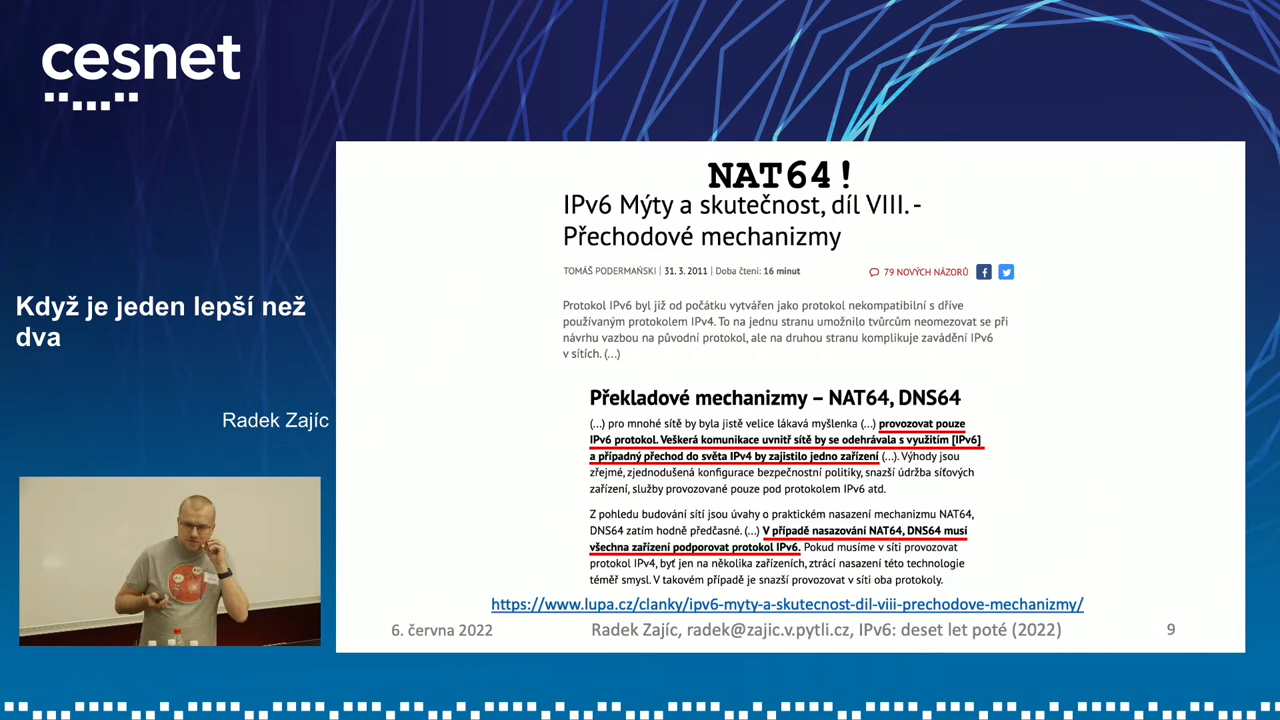 cesnet
Když je jeden lepší než
dva
Radek Zajíc
NAT64!
IPv6 Mýty a skutečnost, díl VIII. -
Přechodové mechanizmy
TOMÁŠ PODERMAŃSKI | 31. 3. 2011 | Doba čtení: 16 minut
79 NOVÝCH NÁZORŮ
Protokol IPv6 byl již od počátku vytvářen jako protokol nekompatibilní s dříve
používaným protokolem IPv4. To na jednu stranu umožnilo tvůrcům neomezovat se při
návrhu vazbou na původní protokol, ale na druhou stranu komplikuje zavádění IPv6
v sítích. (...)
Překladové mechanizmy – NAT64, DNS64
(...) pro mnohé sítě by byla jistě velice lákavá myšlenka (...) provozovat pouze
IPv6 protokol. Veškerá komunikace uvnitř sítě by se odehrávala s využitím [IPv6]
a případný přechod do světa IPv4 by zajistilo jedno zařízení (...). Výhody jsou
zřejmé, zjednodušená konfigurace bezpečnostní politiky, snazší údržba síťových
zařízení, služby provozované pouze pod protokolem IPv6 atd.
Z pohledu budování sítí jsou úvahy o praktickém nasazení mechanizmu NAT64,
DNS64 zatím hodně předčasné. (...) V případě nasazování NAT64, DNS64 musí
všechna zařízení podporovat protokol IPv6. Pokud musíme v síti provozovat
protokol IPv4, byť jen na několika zařízeních, ztrácí nasazení této technologie
téměř smysl. V takovém případě je snazší provozovat v síti oba protokoly.
https://www.lupa.cz/clanky/ipv6-myty-a-skutecnost-dil-viii-prechodove-mechanizmy/
6. června 2022
Radek Zajíc, radek@zajic.v.pytli.cz, IPv6: deset let poté (2022)
9